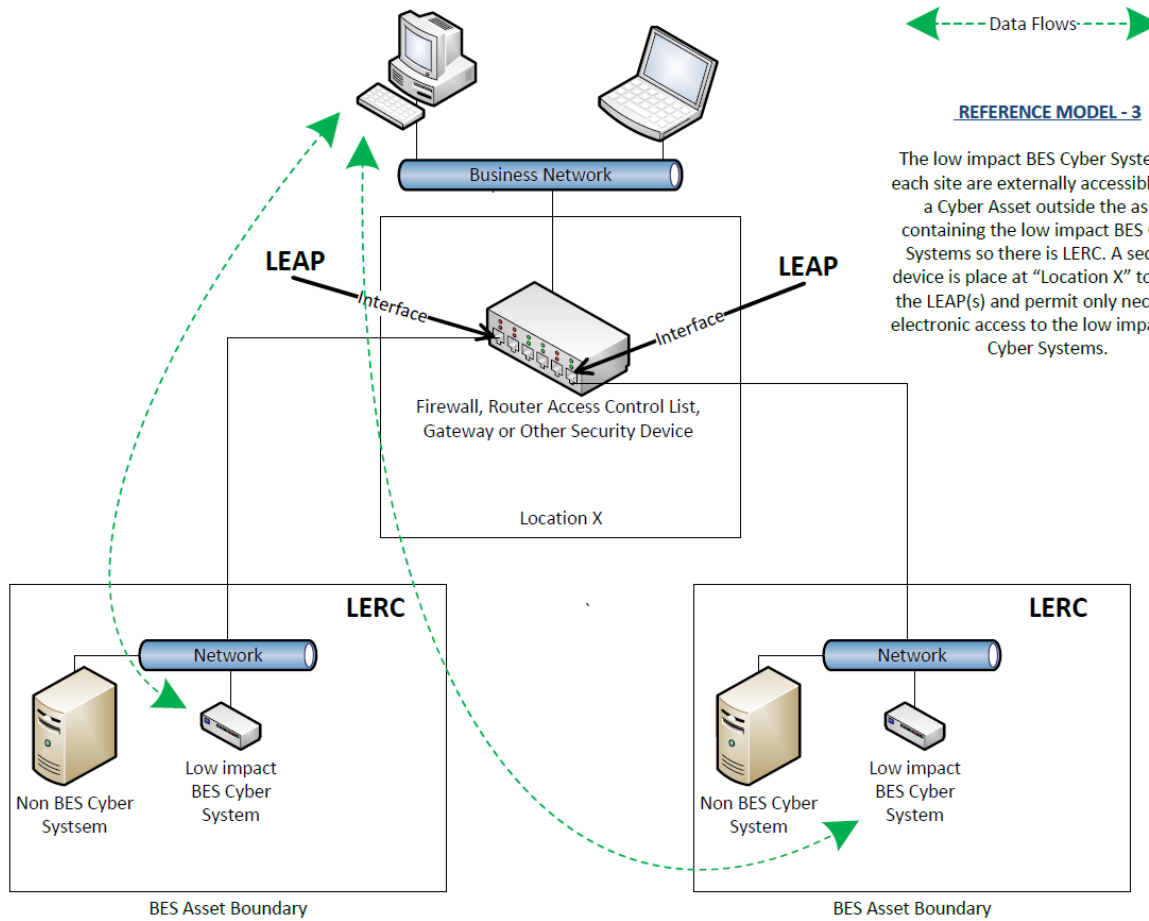 Data Flows
REFERENCE MODEL - 3
The low impact BES Cyber Syste
each site are externally accessibl
a Cyber Asset outside the as
containing the low impact BES
Systems so there is LERC. A sec
device is place at “Location X” to
the LEAP(s) and permit only nec
electronic access to the low impa
Cyber Systems.
Business Network
LEAP
LEAP
Interface
Interface
Firewall, Router Access Control List,
Gateway or Other Security Device
Location X
LERC
Network
Non BES Cyber
Systsem
Low impact
BES Cyber
System
BES Asset Boundary
LERC
Network
Non BES Cyber
System
Low impact
BES Cyber
System
BES Asset Boundary